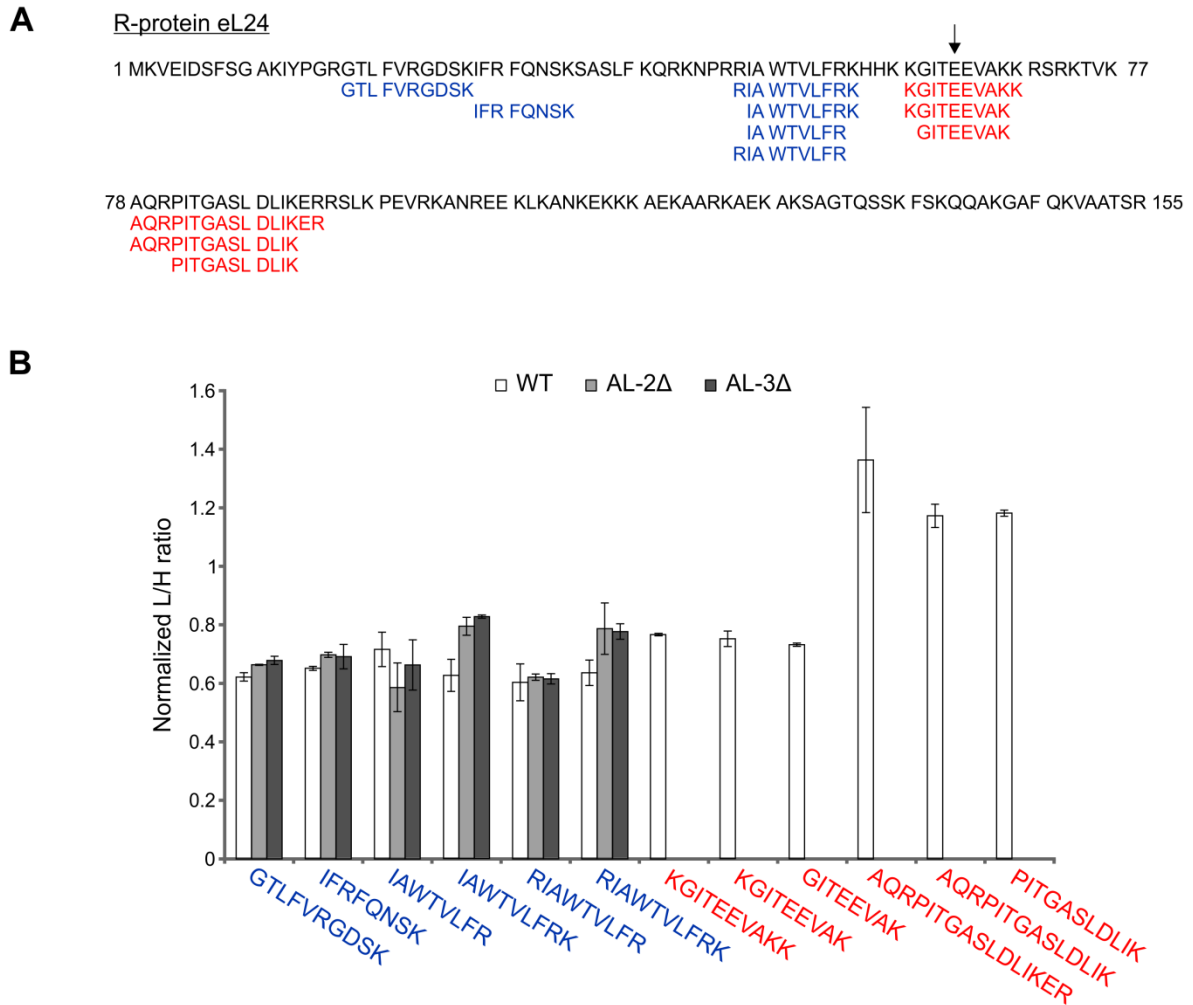 A
R-protein eL24
1 MKVEIDSFSG AKIYPGRGTL FVRGDSKIFR FQNSKSASLF KQRKNPRRIA WTVLFRKHHK KGITEEVAKK RSRKTVK 77
GTL FVRGDSK RIA WTVLFRK KGITEEVAKK
IFR FQNSK IA WTVLFRK KGITEEVAK
IA WTVLFR GITEEVAK
RIA WTVLFR
78 AQRPITGASL DLIKERRSLK PEVRKANREE KLKANKEKKK AEKAARKAEK AKSAGTQSSK FSKQQAKGAF QKVAATSR 155
AQRPITGASL DLIKER
AQRPITGASL DLIK
PITGASL DLIK
B
WT AL-2Δ AL-3Δ
Normalized L/H ratio
1.6
1.4
1.2
1
0.8
0.6
0.4
0.2
0
GTLFVRGDSK
IFRFQNSK
IAWTVLFR
IAWTVLFRK
RIAWTVLFR
RIAWTVLFRK
KGITEEVAKK
KGITEEVAK
GITEEVAK
AQRPITGASLDLIKER
AQRPITGASLDLIK
PITGASLDLIK